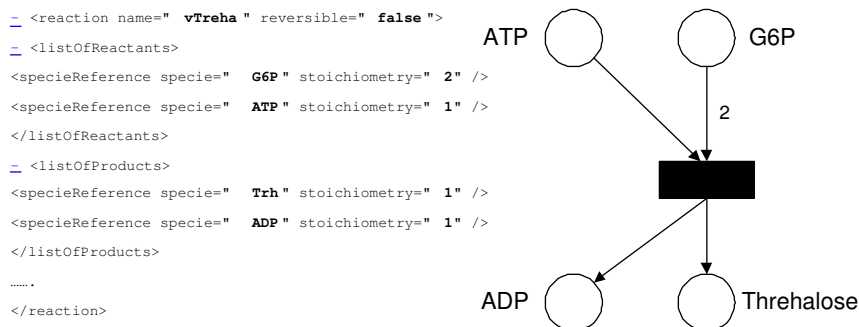 - <reaction name=" vTreha " reversible=" false ">
- <listOfReactants>
<specieReference specie=" G6P " stoichiometry=" 2" />
<specieReference specie=" ATP " stoichiometry=" 1" />
</listOfReactants>
- <listOfProducts>
<specieReference specie=" Trh " stoichiometry=" 1" />
<specieReference specie=" ADP " stoichiometry=" 1" />
</listOfProducts>
…….
</reaction>
ATP
G6P
2
ADP
Threhalose